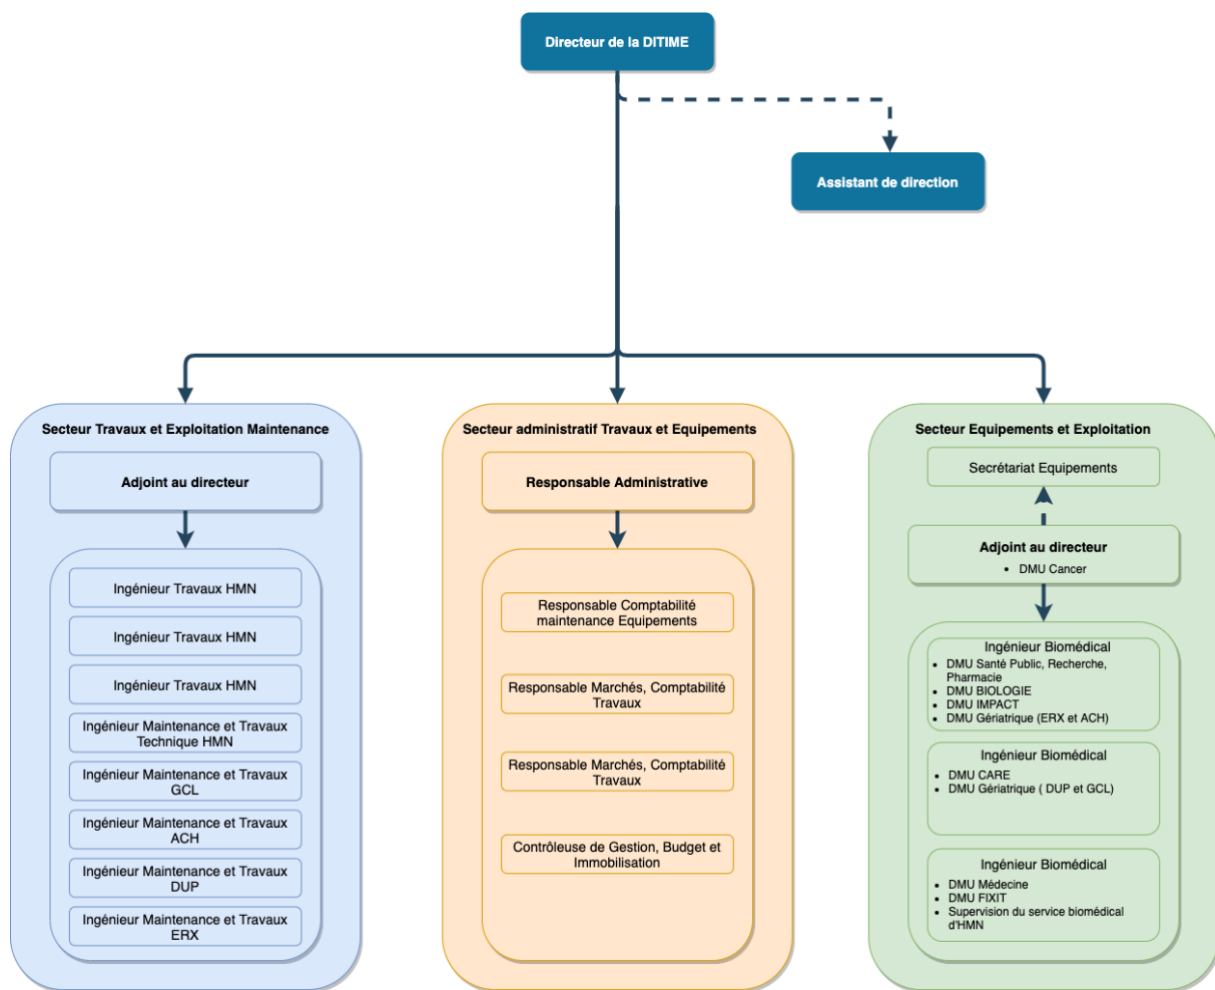 Directeur de la DITIME
Assistant de direction
Secteur Travaux et Exploitation Maintenance
Adjoint au directeur
Ingénieur Travaux HMN
Ingénieur Travaux HMN
Ingénieur Travaux HMN
Ingénieur Maintenance et Travaux
Technique HMN
Ingénieur Maintenance et Travaux
GCL
Ingénieur Maintenance et Travaux
ACH
Ingénieur Maintenance et Travaux
DUP
Ingénieur Maintenance et Travaux
ERX
Secteur administratif Travaux et Equipements
Responsable Administrative
Responsable Comptabilité
maintenance Equipements
Responsable Marchés, Comptabilité
Travaux
Responsable Marchés, Comptabilité
Travaux
Contrôleuse de Gestion, Budget et
Immobilisation
Secteur Equipements et Exploitation
Secrétariat Equipements
Adjoint au directeur
• DMU Cancer
Ingénieur Biomédical
• DMU Santé Public, Recherche,
Pharmacie
• DMU BIOLOGIE
• DMU IMPACT
• DMU Gériatrique (ERX et ACH)
Ingénieur Biomédical
• DMU CARE
• DMU Gériatrique ( DUP et GCL)
Ingénieur Biomédical
• DMU Médecine
• DMU FIXIT
• Supervision du service biomédical
d'HMN